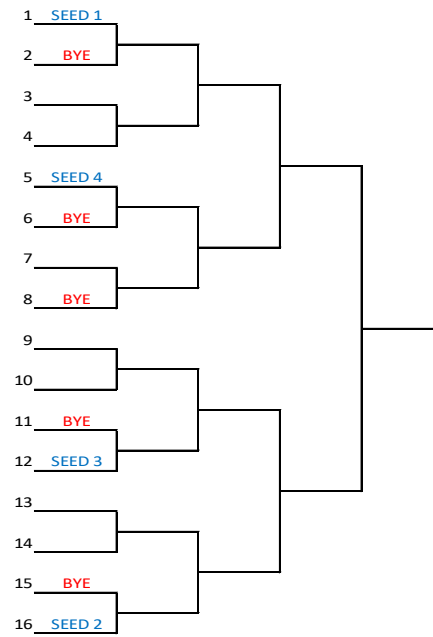 1 SEED 1
2 BYE
3
4
5 SEED 4
6 BYE
7
8 BYE
9
10
11 BYE
12 SEED 3
13
14
15 BYE
16 SEED 2